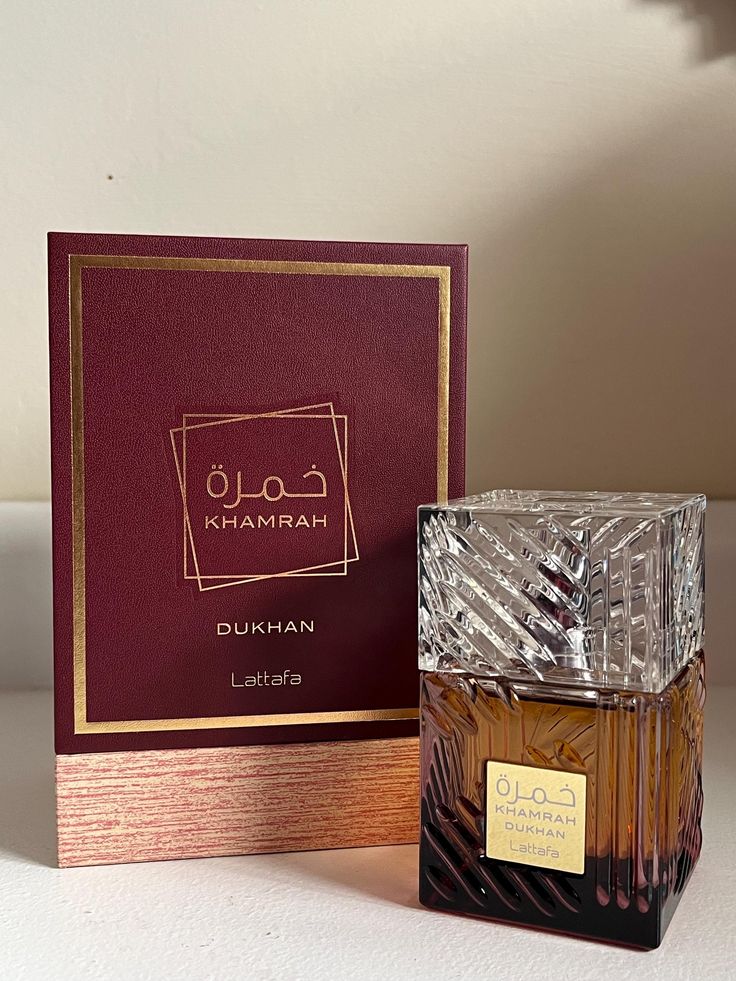 خمرة
KHAMRAH
DUKHAN
Lattafa
خمرة
KHAMRAH
DUKHAN
Lattafa